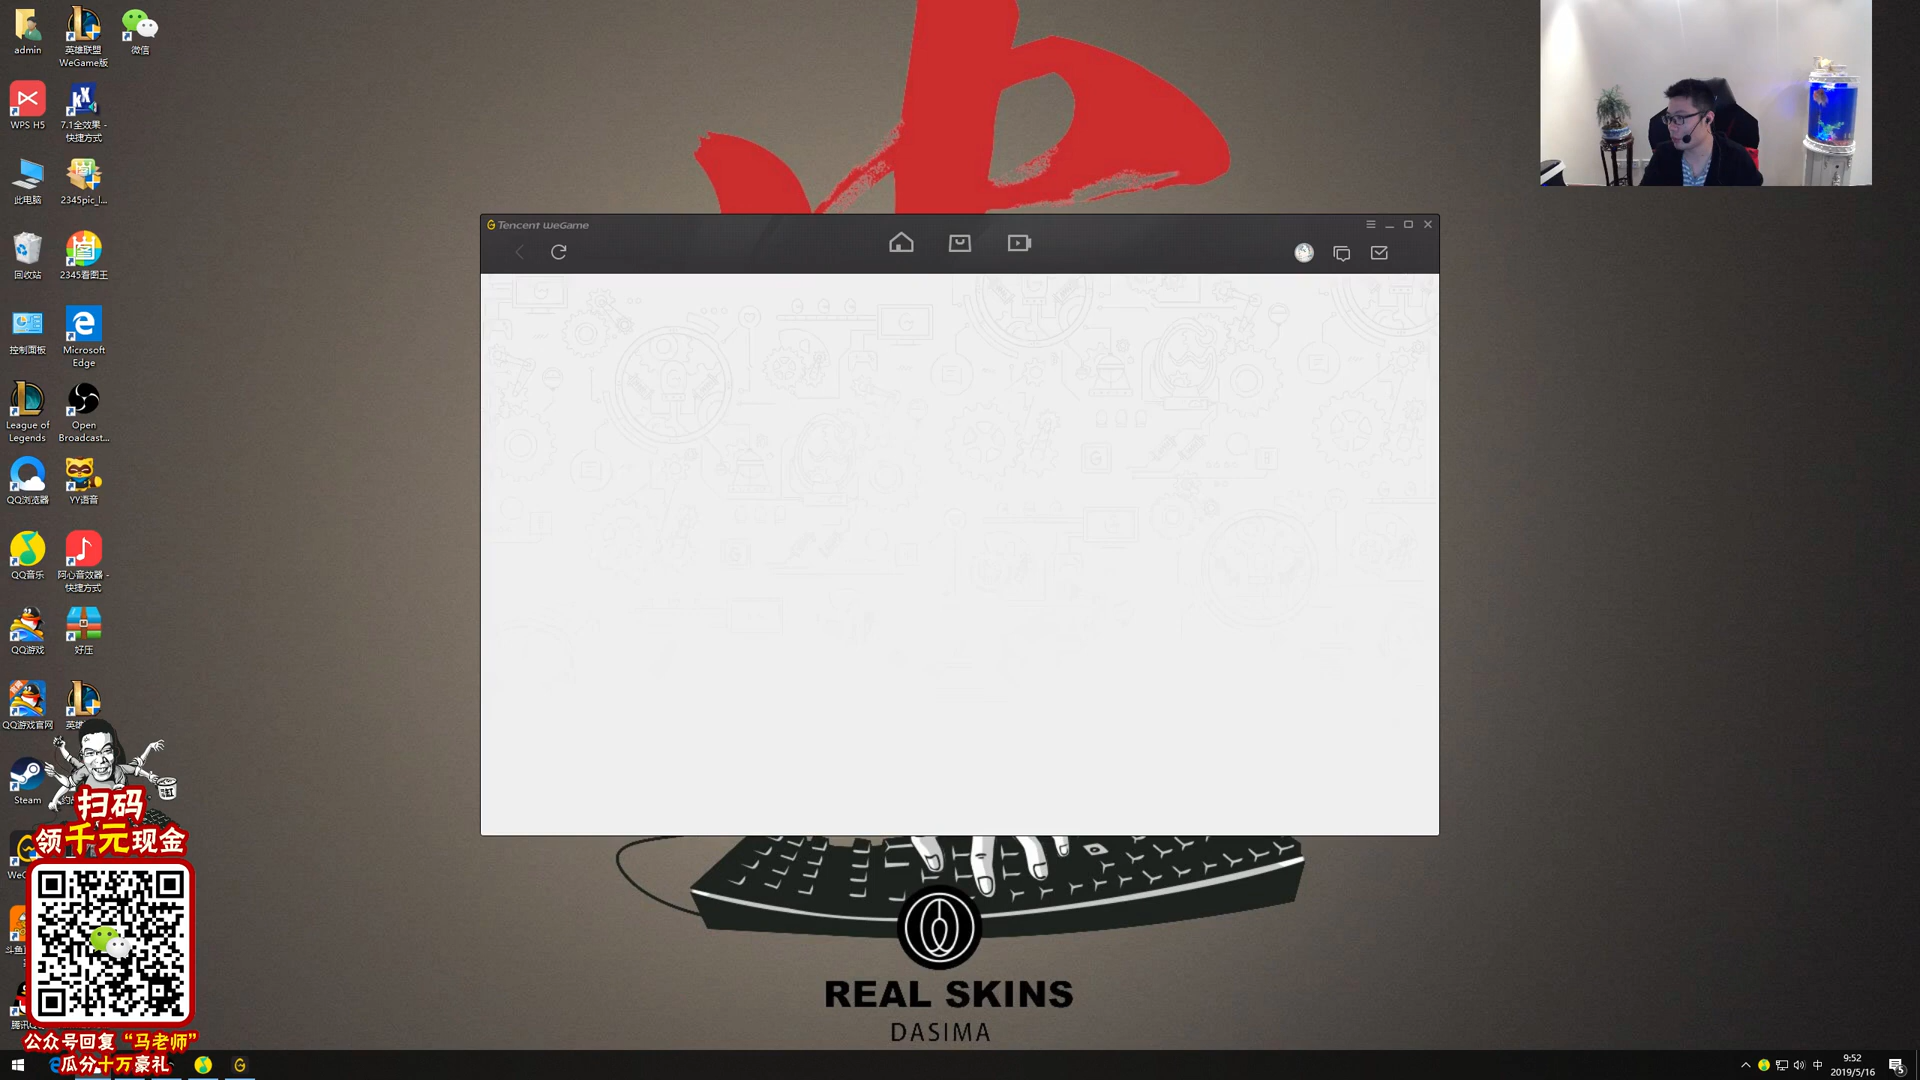 admin
英雄联盟
WeGame版
微信
WPS H5
7.1全效果 -
快捷方式
此电脑
2345pic_l...
回收站
2345看图王
控制面板
Microsoft
Edge
League of
Legends
Open
Broadcast...
QQ浏览器
YY语音
QQ音乐
阿心音效器 -
快捷方式
QQ游戏
好压
QQ游戏官网
Steam
Tencent WeGame
扫码
领千元现金
公众号回复“马老师”
瓜分十万豪礼
REAL SKINS
DASIMA
中
9:52
2019/5/16
5